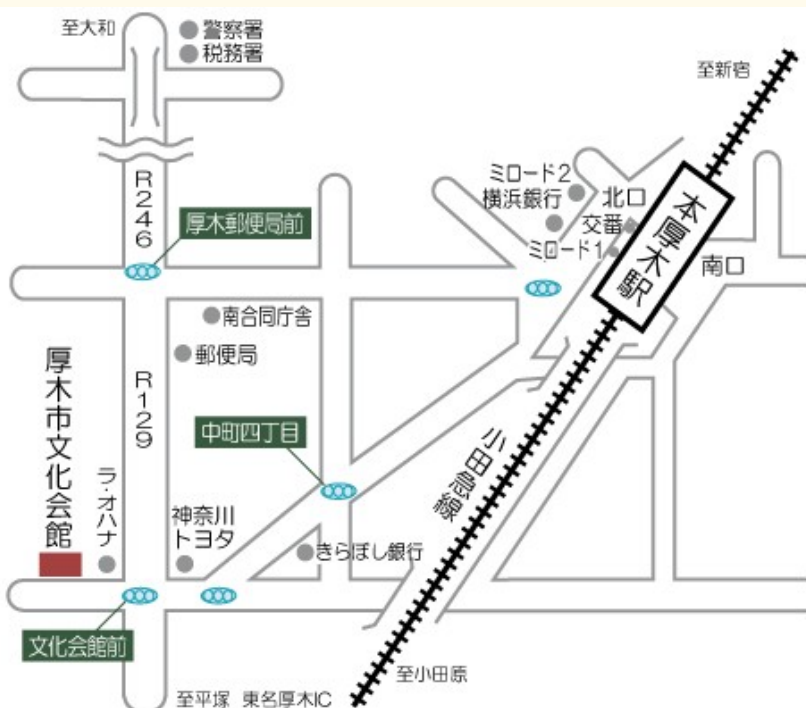 至大和
警察署
税務署
至新宿
R246
厚木郵便局前
ミロード2
横浜銀行
北口
交番
ミロード1
本厚木駅
南口
南合同庁舎
郵便局
厚木市文化会館
R129
中町四丁目
小田急線
ラ・オハナ
神奈川
トヨタ
きらぼし銀行
文化会館前
至小田原
至平塚 東名厚木IC